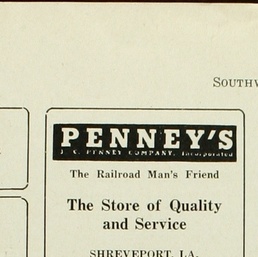 SOUTHW
PENNEY'S
J. C. PENNEY COMPANY, Incorporated
The Railroad Man's Friend
The Store of Quality
and Service
SHREVEPORT, LA.